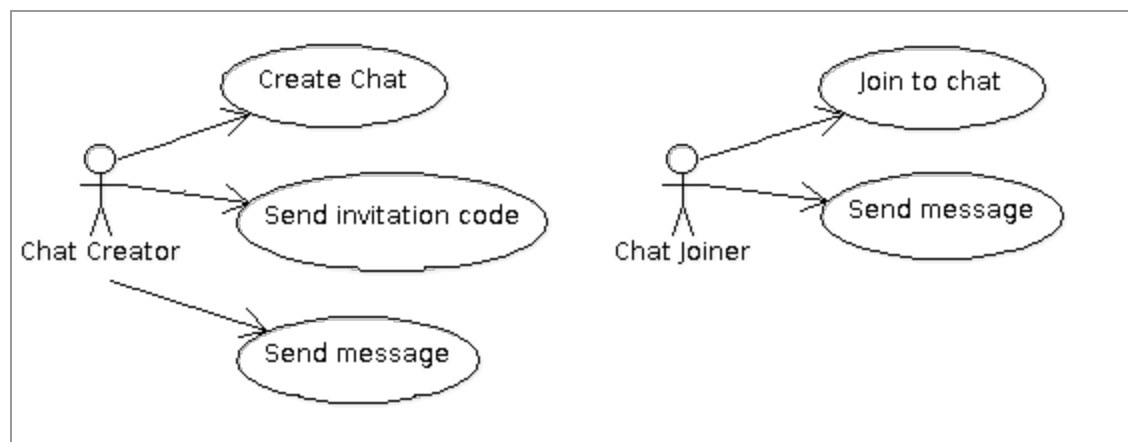 Create Chat
Send invitation code
Chat Creator
Send message
Join to chat
Send message
Chat Joiner